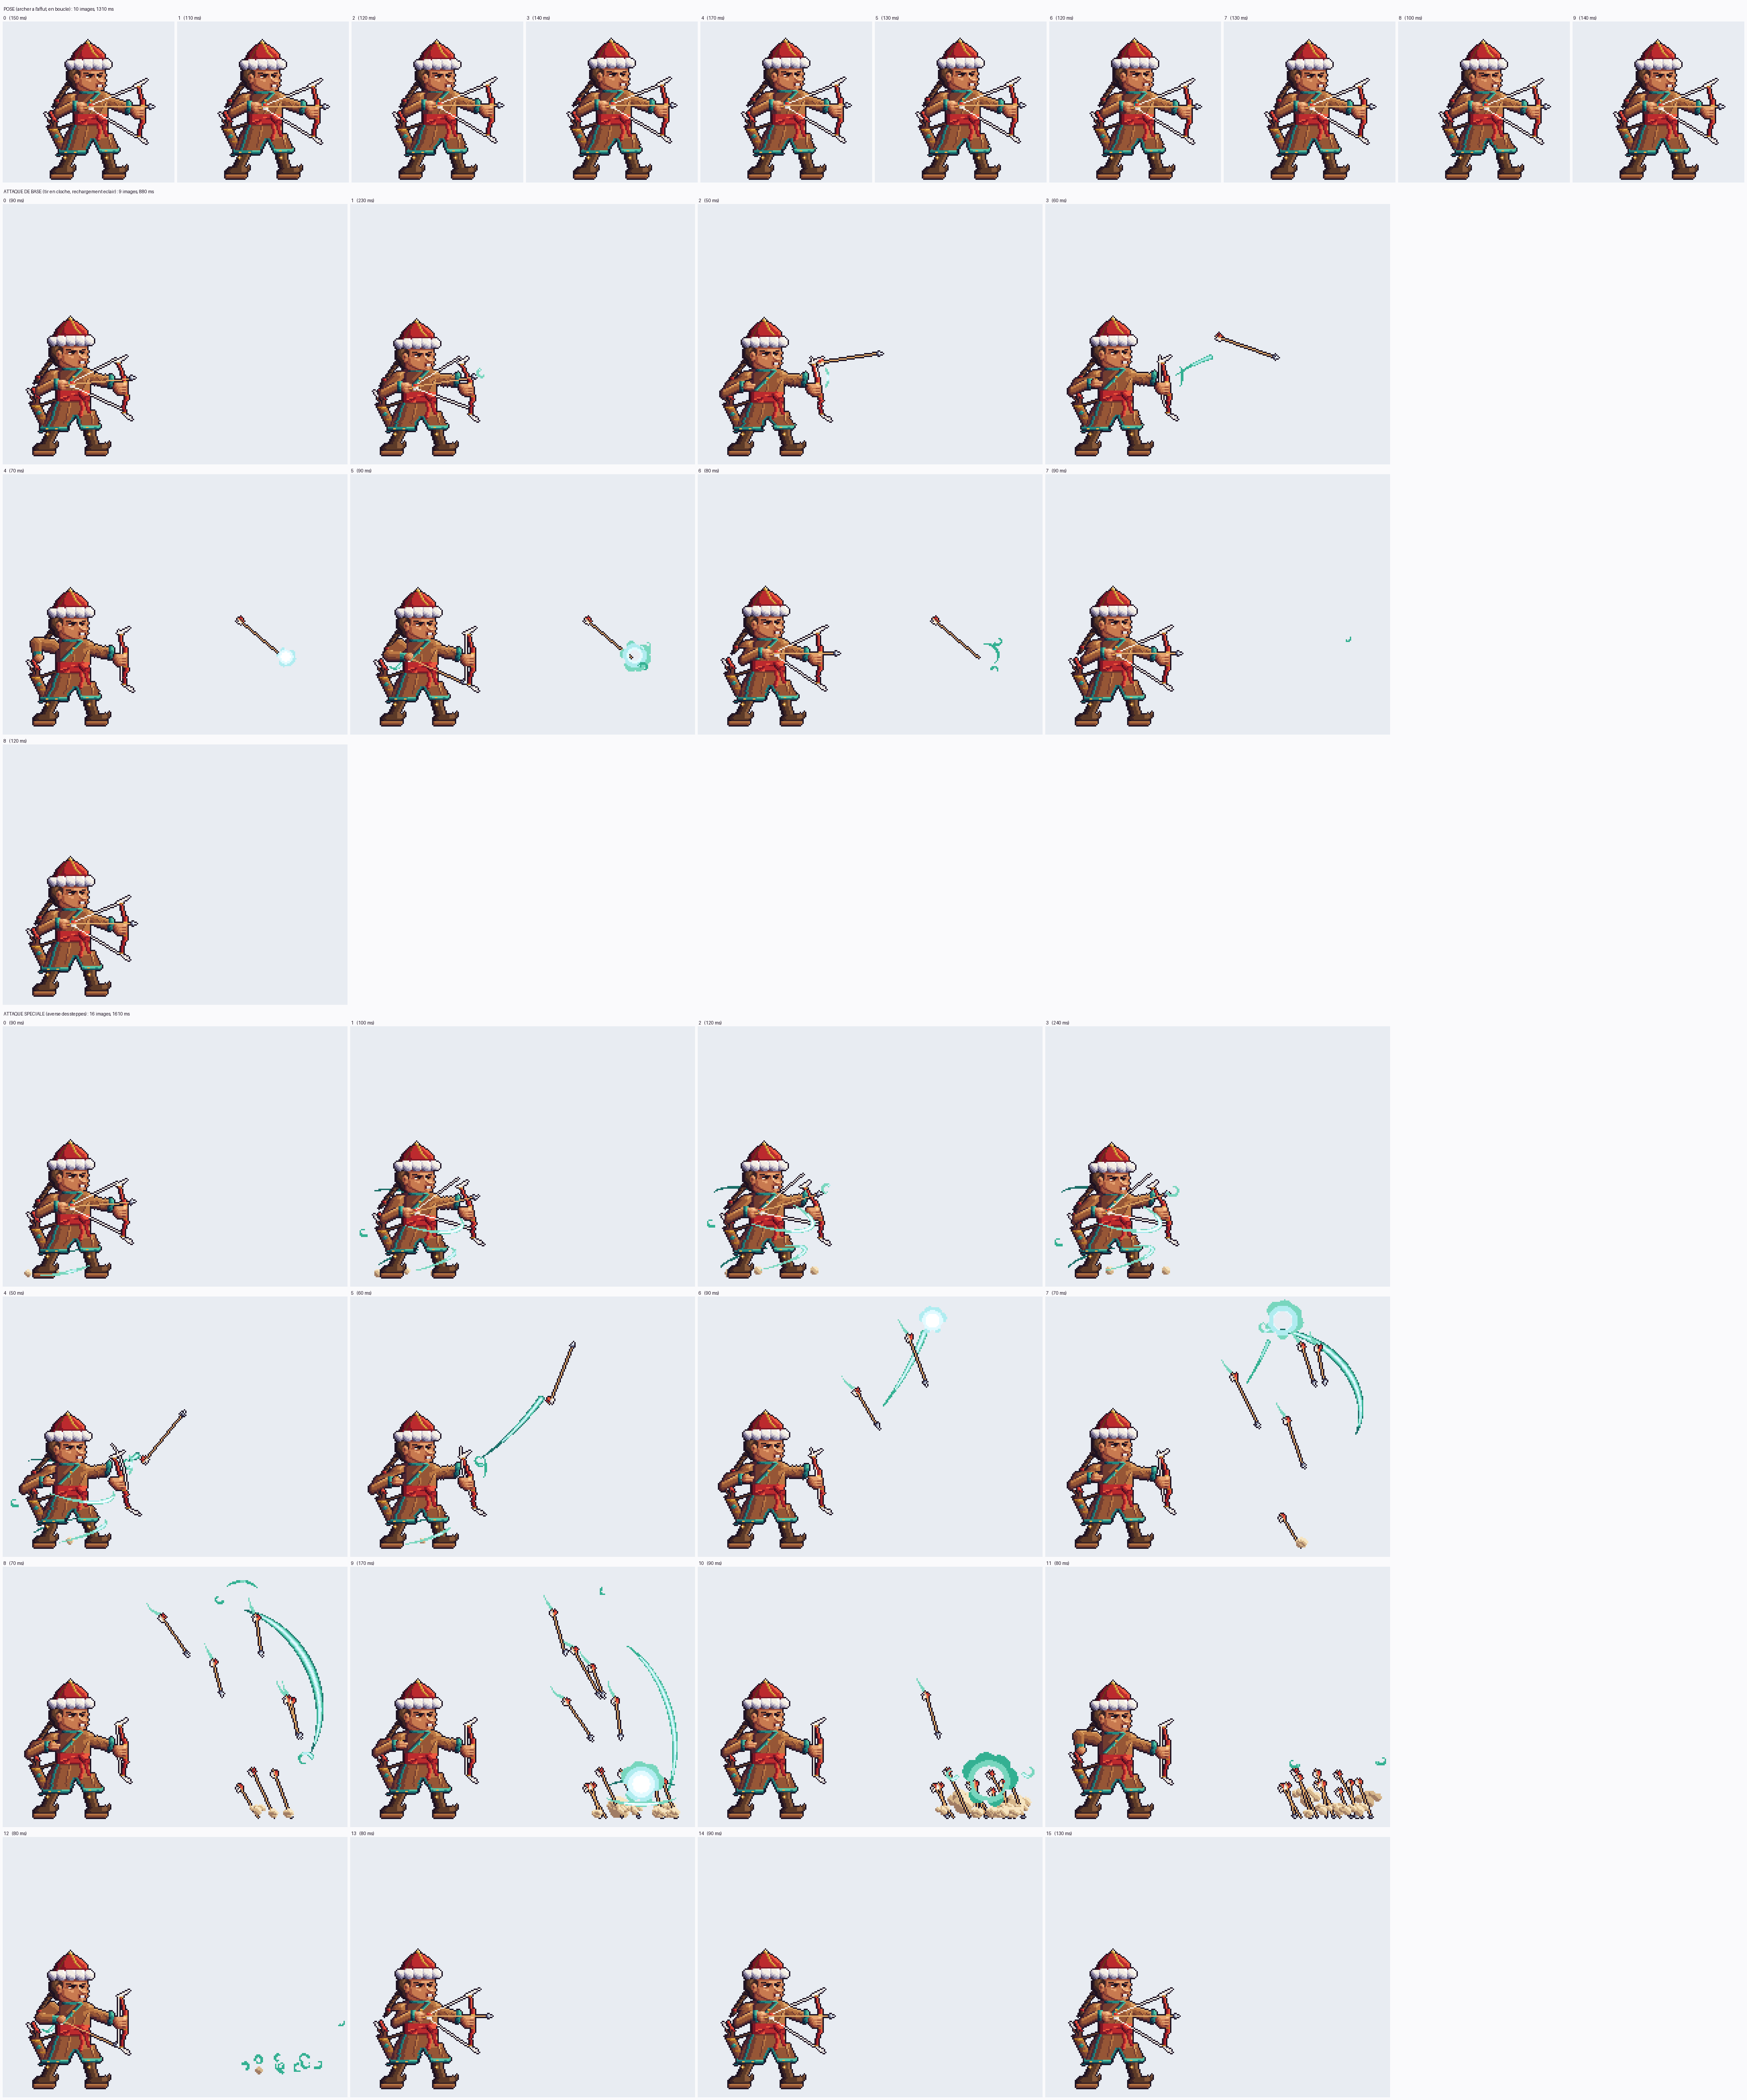 POSE (archer a l'affut, en boucle) : 10 images, 1310 ms
0 (150 ms) 1 (110 ms) 2 (120 ms) 3 (140 ms) 4 (170 ms) 5 (130 ms) 6 (120 ms) 7 (130 ms) 8 (100 ms) 9 (140 ms)
ATTAQUE DE BASE (tir en cloche, rechargement eclair) : 9 images, 880 ms
0 (90 ms) 1 (230 ms) 2 (50 ms) 3 (60 ms)
4 (70 ms) 5 (90 ms) 6 (80 ms) 7 (90 ms)
8 (120 ms)
ATTAQUE SPECIALE (averse des steppes) : 16 images, 1610 ms
0 (90 ms) 1 (100 ms) 2 (120 ms) 3 (240 ms)
4 (50 ms) 5 (60 ms) 6 (90 ms) 7 (70 ms)
8 (70 ms) 9 (170 ms) 10 (90 ms) 11 (80 ms)
12 (80 ms) 13 (80 ms) 14 (90 ms) 15 (130 ms)